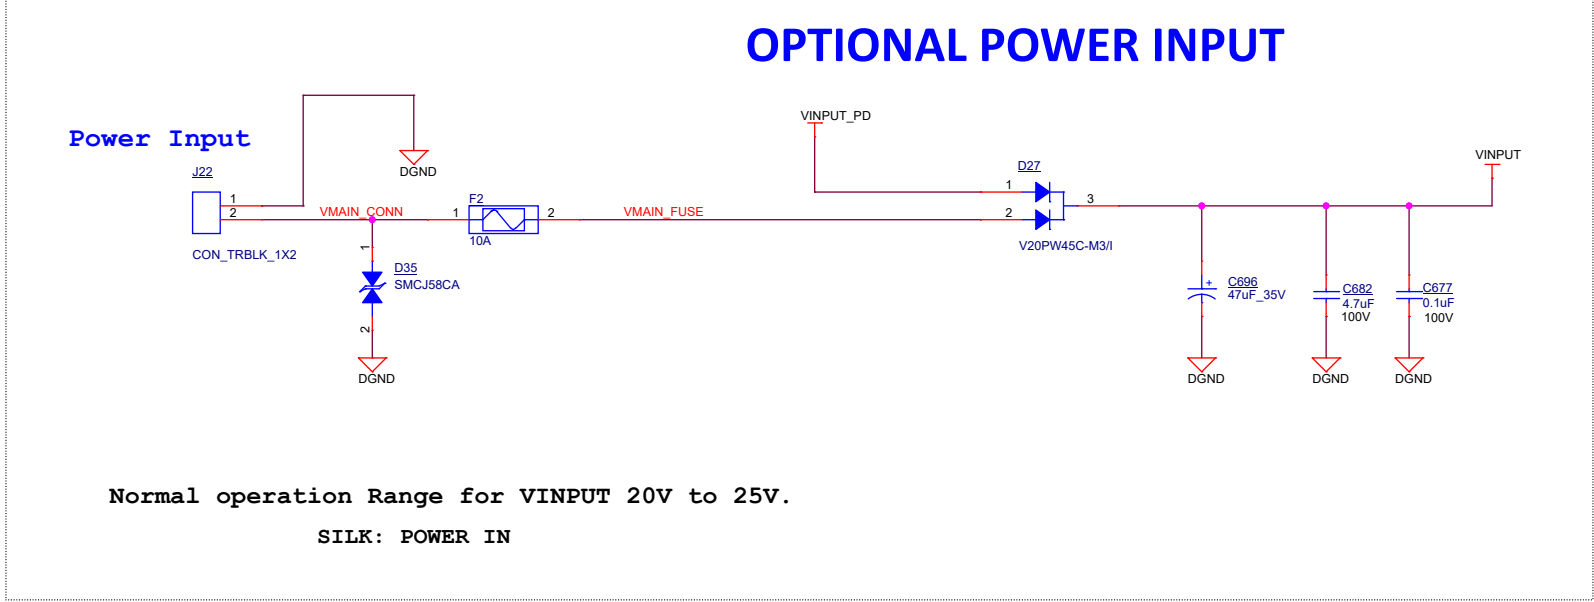 OPTIONAL POWER INPUT
Power Input
J22
1
2
CON_TRBLK_1X2
DGND
VMAIN_CONN
1
D35
SMCJ58CA
2
DGND
F2
1
2
10A
VMAIN_FUSE
VINPUT_PD
D27
1
2
3
V20PW45C-M3/I
VINPUT
+
C696
47uF_35V
DGND
C682
4.7uF
100V
DGND
C677
0.1uF
100V
DGND
Normal operation Range for VINPUT 20V to 25V.
SILK: POWER IN